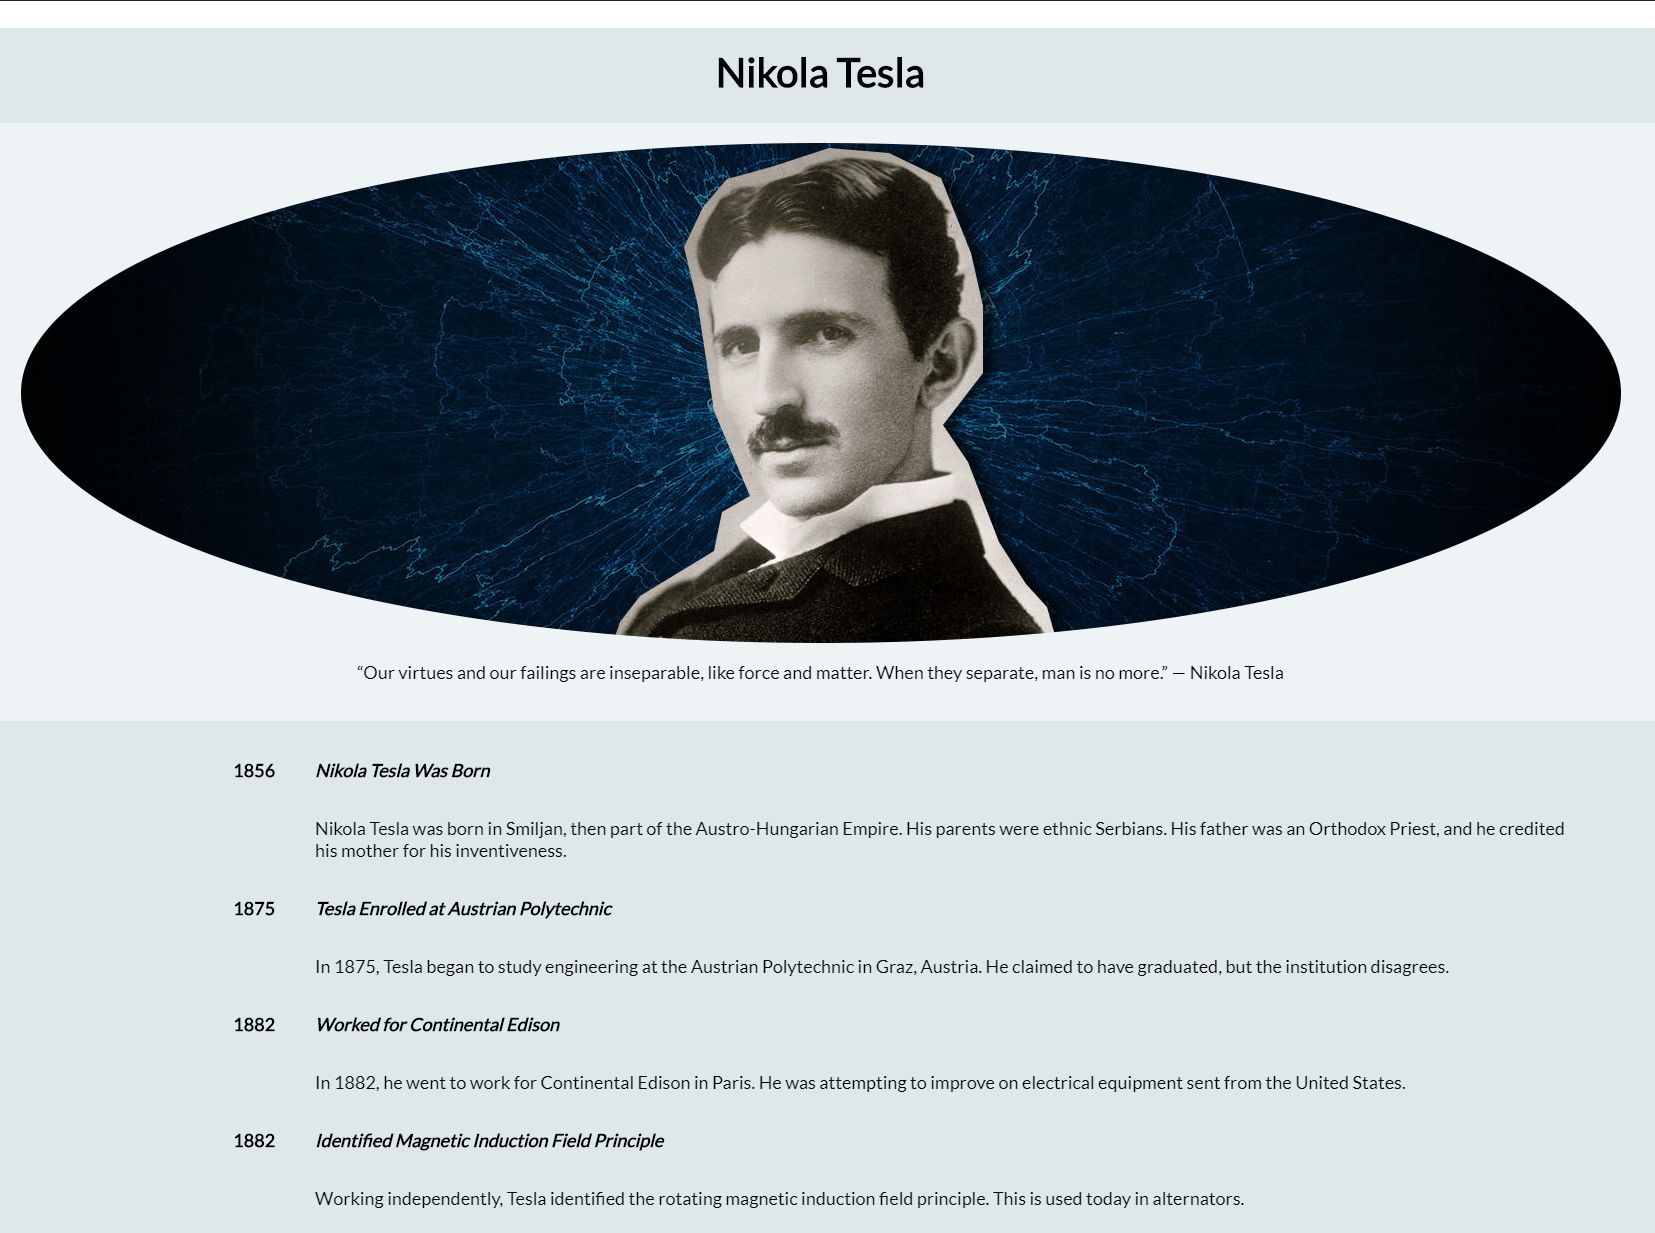 Nikola Tesla
“Our virtues and our failings are inseparable, like force and matter. When they separate, man is no more.” — Nikola Tesla
1856 Nikola Tesla Was Born
Nikola Tesla was born in Smiljan, then part of the Austro-Hungarian Empire. His parents were ethnic Serbians. His father was an Orthodox Priest, and he credited
his mother for his inventiveness.
1875 Tesla Enrolled at Austrian Polytechnic
In 1875, Tesla began to study engineering at the Austrian Polytechnic in Graz, Austria. He claimed to have graduated, but the institution disagrees.
1882 Worked for Continental Edison
In 1882, he went to work for Continental Edison in Paris. He was attempting to improve on electrical equipment sent from the United States.
1882 Identified Magnetic Induction Field Principle
Working independently, Tesla identified the rotating magnetic induction field principle. This is used today in alternators.